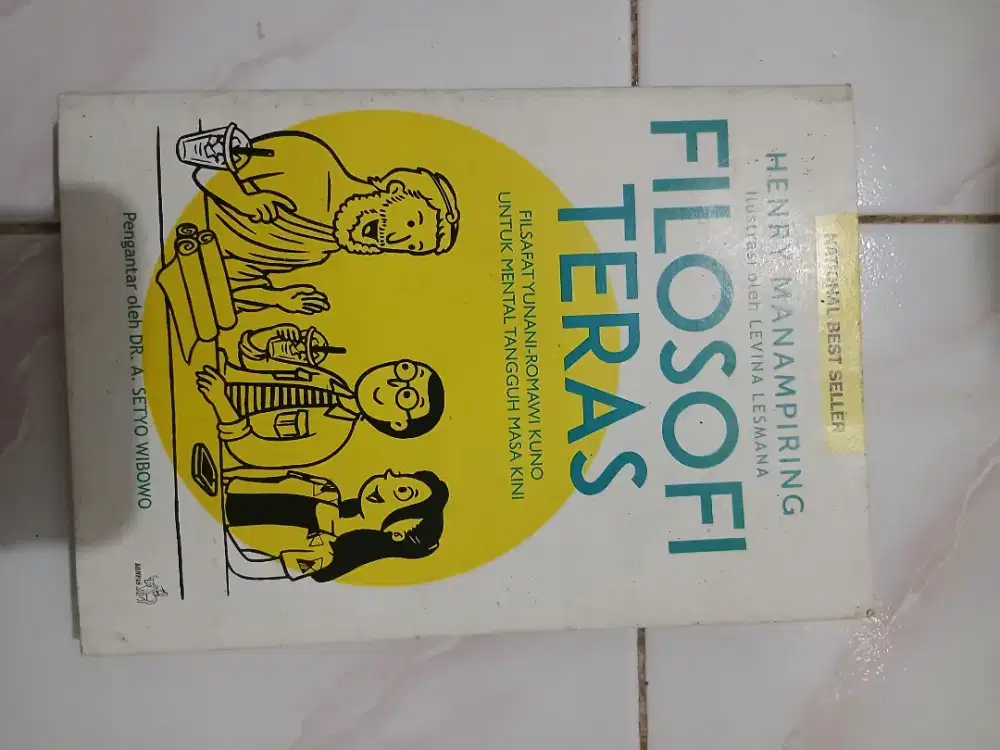 NATIONAL BEST SELLER
HENRY MANAMPIRING
Ilustrasi oleh LEVINA LESMANA
FILOSOFI
TERAS
FILSAFAT YUNANI-ROMAWI KUNO
UNTUK MENTAL TANGGUH MASA KINI
Pengantar oleh DR. A. SETYO WIBOWO